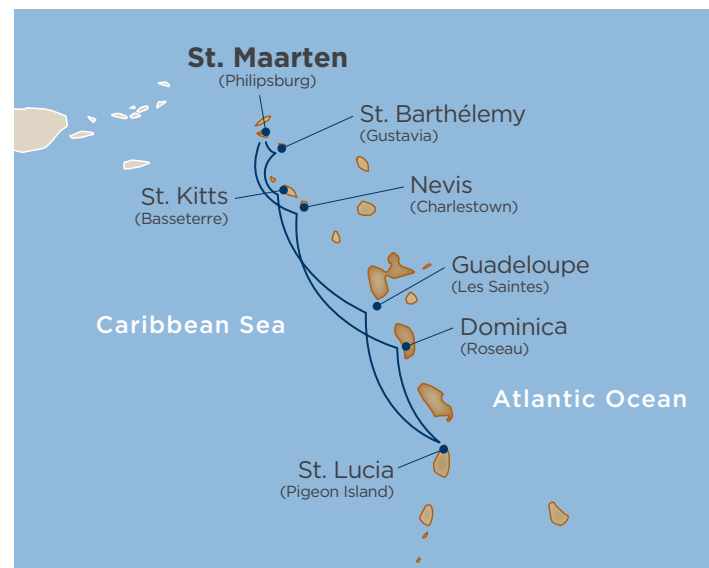 St. Maarten
(Philipsburg)
St. Barthélemy
(Gustavia)
St. Kitts
(Basseterre)
Nevis
(Charlestown)
Guadeloupe
(Les Saintes)
Caribbean Sea
Dominica
(Roseau)
Atlantic Ocean
St. Lucia
(Pigeon Island)